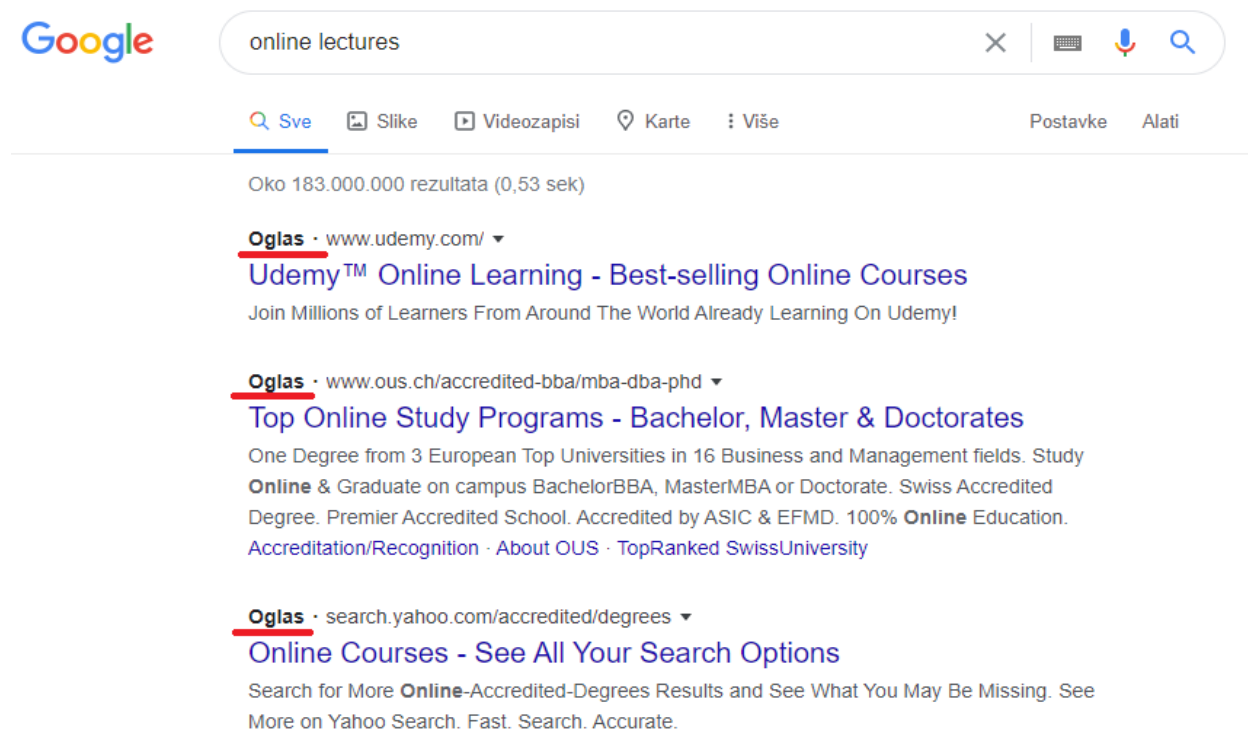 Google
online lectures
Sve Slike Videozapisi Karte Više Postavke Alati
Oko 183.000.000 rezultata (0,53 sek)
Oglas · www.udemy.com/
Udemy™ Online Learning - Best-selling Online Courses
Join Millions of Learners From Around The World Already Learning On Udemy!
Oglas · www.ous.ch/accredited-bba/mba-dba-phd
Top Online Study Programs - Bachelor, Master & Doctorates
One Degree from 3 European Top Universities in 16 Business and Management fields. Study
Online & Graduate on campus BachelorBBA, MasterMBA or Doctorate. Swiss Accredited
Degree. Premier Accredited School. Accredited by ASIC & EFMD. 100% Online Education.
Accreditation/Recognition · About OUS · TopRanked SwissUniversity
Oglas · search.yahoo.com/accredited/degrees
Online Courses - See All Your Search Options
Search for More Online-Accredited-Degrees Results and See What You May Be Missing. See
More on Yahoo Search. Fast. Search. Accurate.